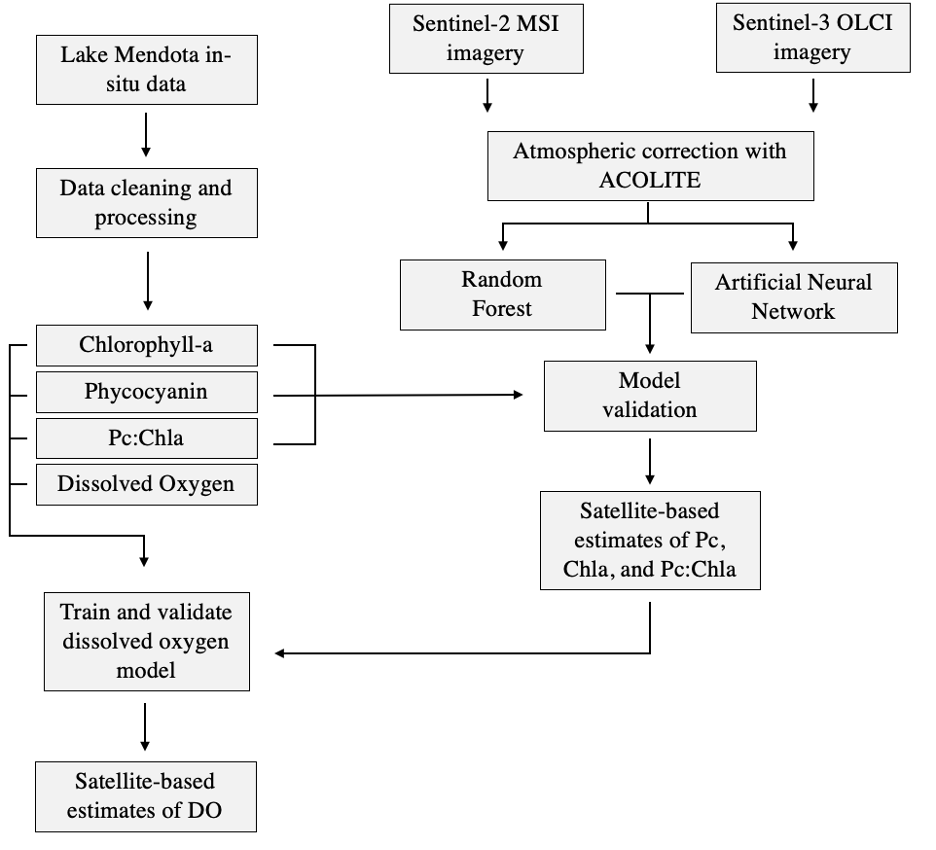 Lake Mendota in-
situ data
Sentinel-2 MSI
imagery
Sentinel-3 OLCI
imagery
Data cleaning and
processing
Atmospheric correction with
ACOLITE
Random
Forest
Artificial Neural
Network
Chlorophyll-a
Phycocyanin
Pc:Chla
Dissolved Oxygen
Model
validation
Satellite-based
estimates of Pc,
Chla, and Pc:Chla
Train and validate
dissolved oxygen
model
Satellite-based
estimates of DO